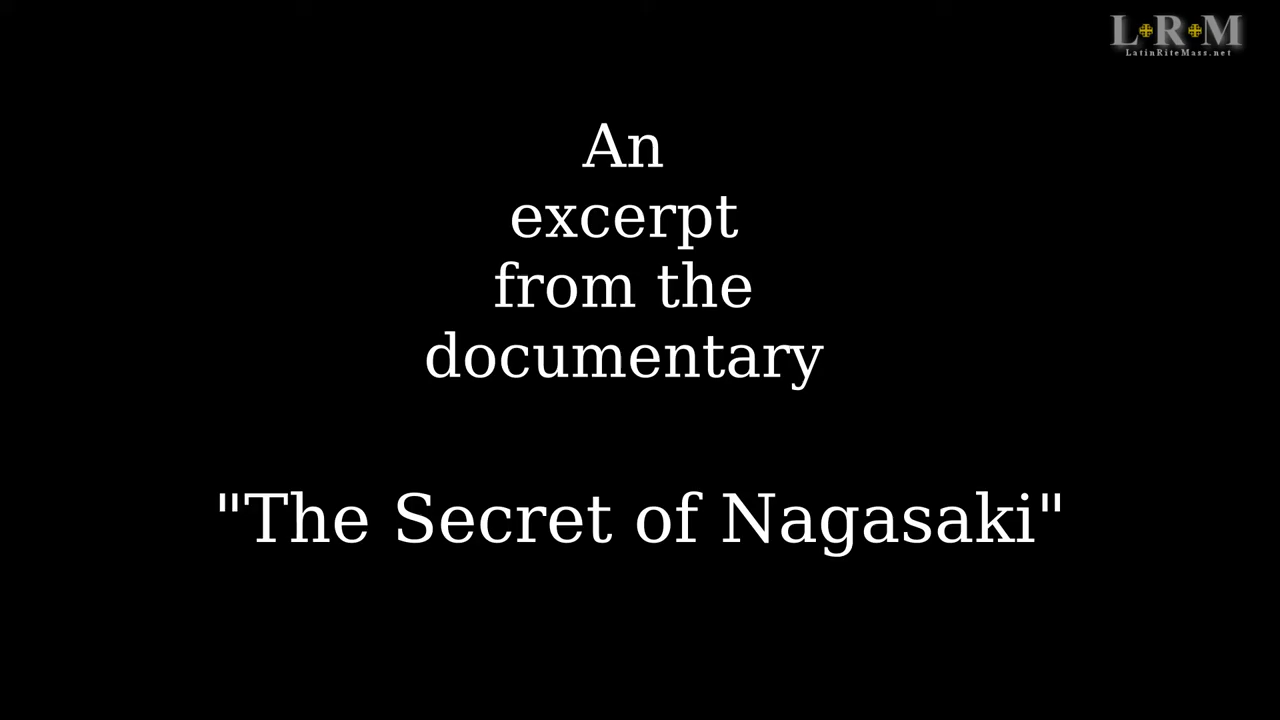 L R M
LatinRiteMass.net
An
excerpt
from the
documentary
"The Secret of Nagasaki"